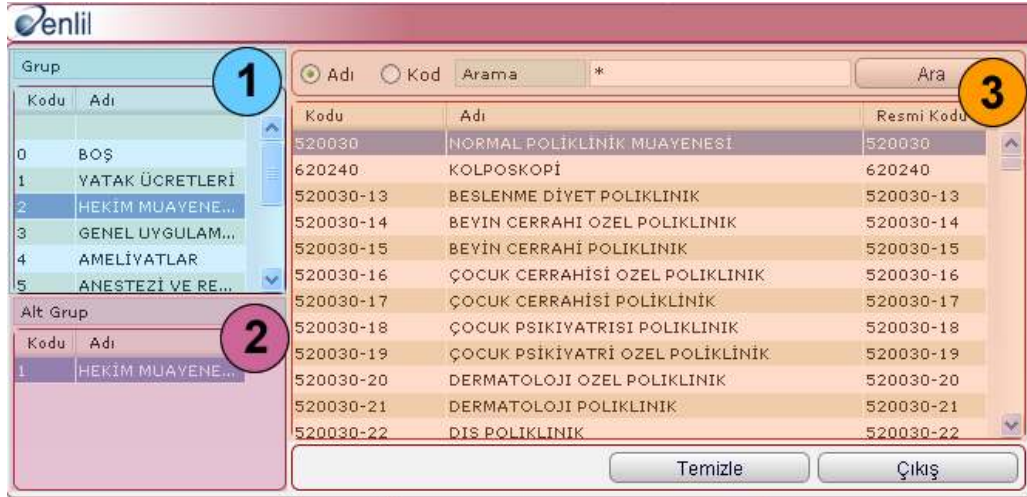 enlil
Grup
1
Kodu Adı
0 BOŞ
1 YATAK ÜCRETLERİ
2 HEKİM MUAYENE...
3 GENEL UYGULAM...
4 AMELİYATLAR
5 ANESTEZİ VE RE...
Alt Grup
2
Kodu Adı
1 HEKİM MUAYENE...
Adı Kod Arama * Ara
3
Kodu Adı Resmi Kodu
520030 NORMAL POLİKLİNİK MUAYENESİ 520030
620240 KOLPOSKOPİ 620240
520030-13 BESLENME DİYET POLIKLINIK 520030-13
520030-14 BEYIN CERRAHI OZEL POLIKLINIK 520030-14
520030-15 BEYİN CERRAHİ POLIKLINIK 520030-15
520030-16 ÇOCUK CERRAHİSİ OZEL POLIKLINIK 520030-16
520030-17 ÇOCUK CERRAHİSİ POLİKLİNİK 520030-17
520030-18 ÇOCUK PSIKIYATRISI POLIKLINIK 520030-18
520030-19 ÇOCUK PSİKİYATRİ OZEL POLİKLİNİK 520030-19
520030-20 DERMATOLOJI OZEL POLIKLINIK 520030-20
520030-21 DERMATOLOJI POLIKLINIK 520030-21
520030-22 DIS POLIKLINIK 520030-22
Temizle Çıkış